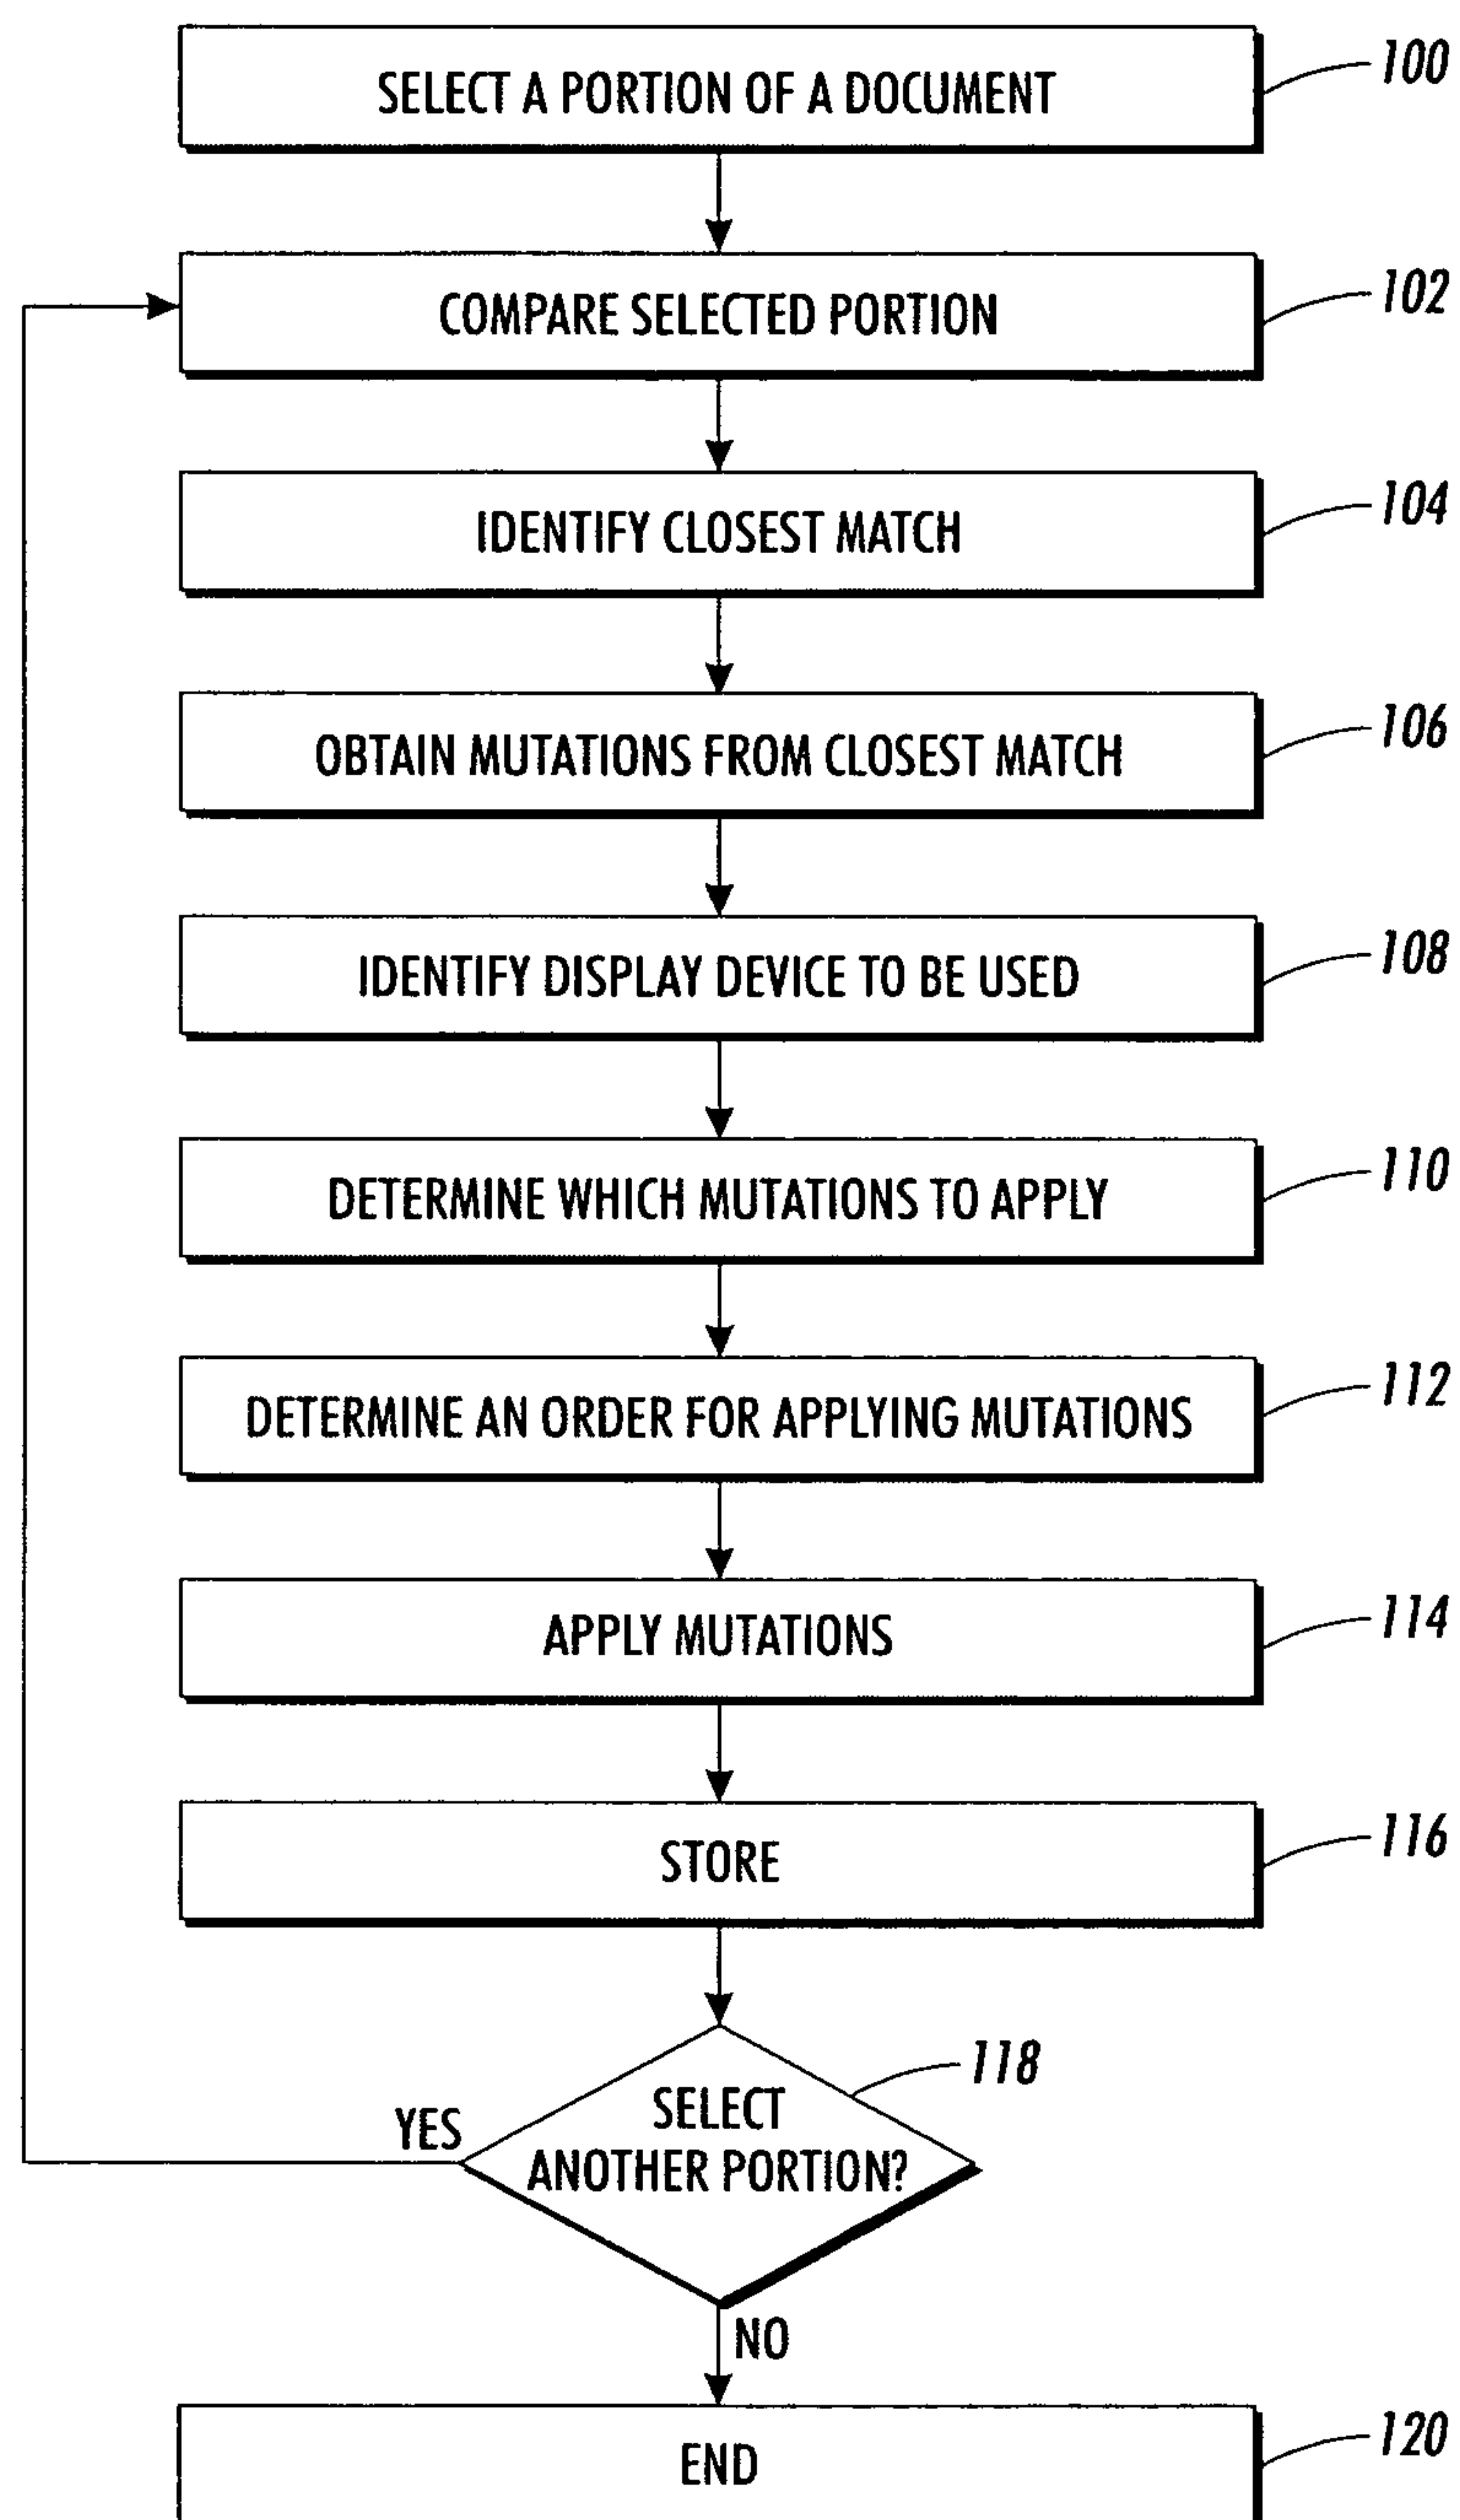 SELECT A PORTION OF A DOCUMENT
100
COMPARE SELECTED PORTION
102
IDENTIFY CLOSEST MATCH
104
OBTAIN MUTATIONS FROM CLOSEST MATCH
106
IDENTIFY DISPLAY DEVICE TO BE USED
108
DETERMINE WHICH MUTATIONS TO APPLY
110
DETERMINE AN ORDER FOR APPLYING MUTATIONS
112
APPLY MUTATIONS
114
STORE
116
118
SELECT
YES
ANOTHER PORTION?
NO
END
120